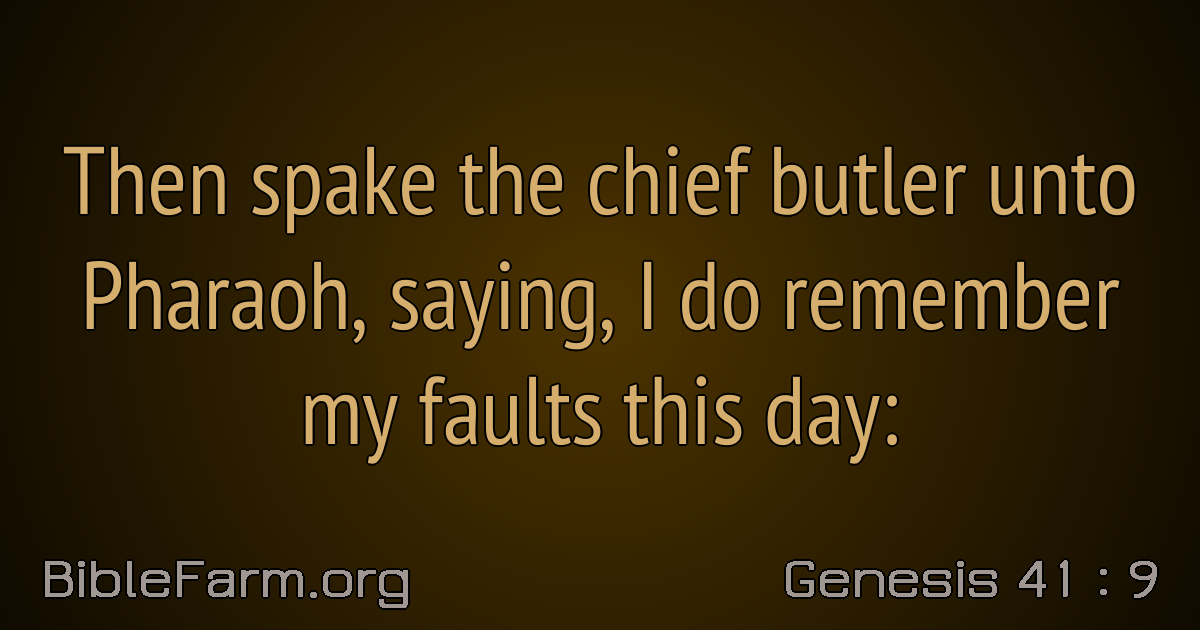 Then spake the chief butler unto
Pharaoh, saying, I do remember
my faults this day:
BibleFarm.org
Genesis 41 : 9